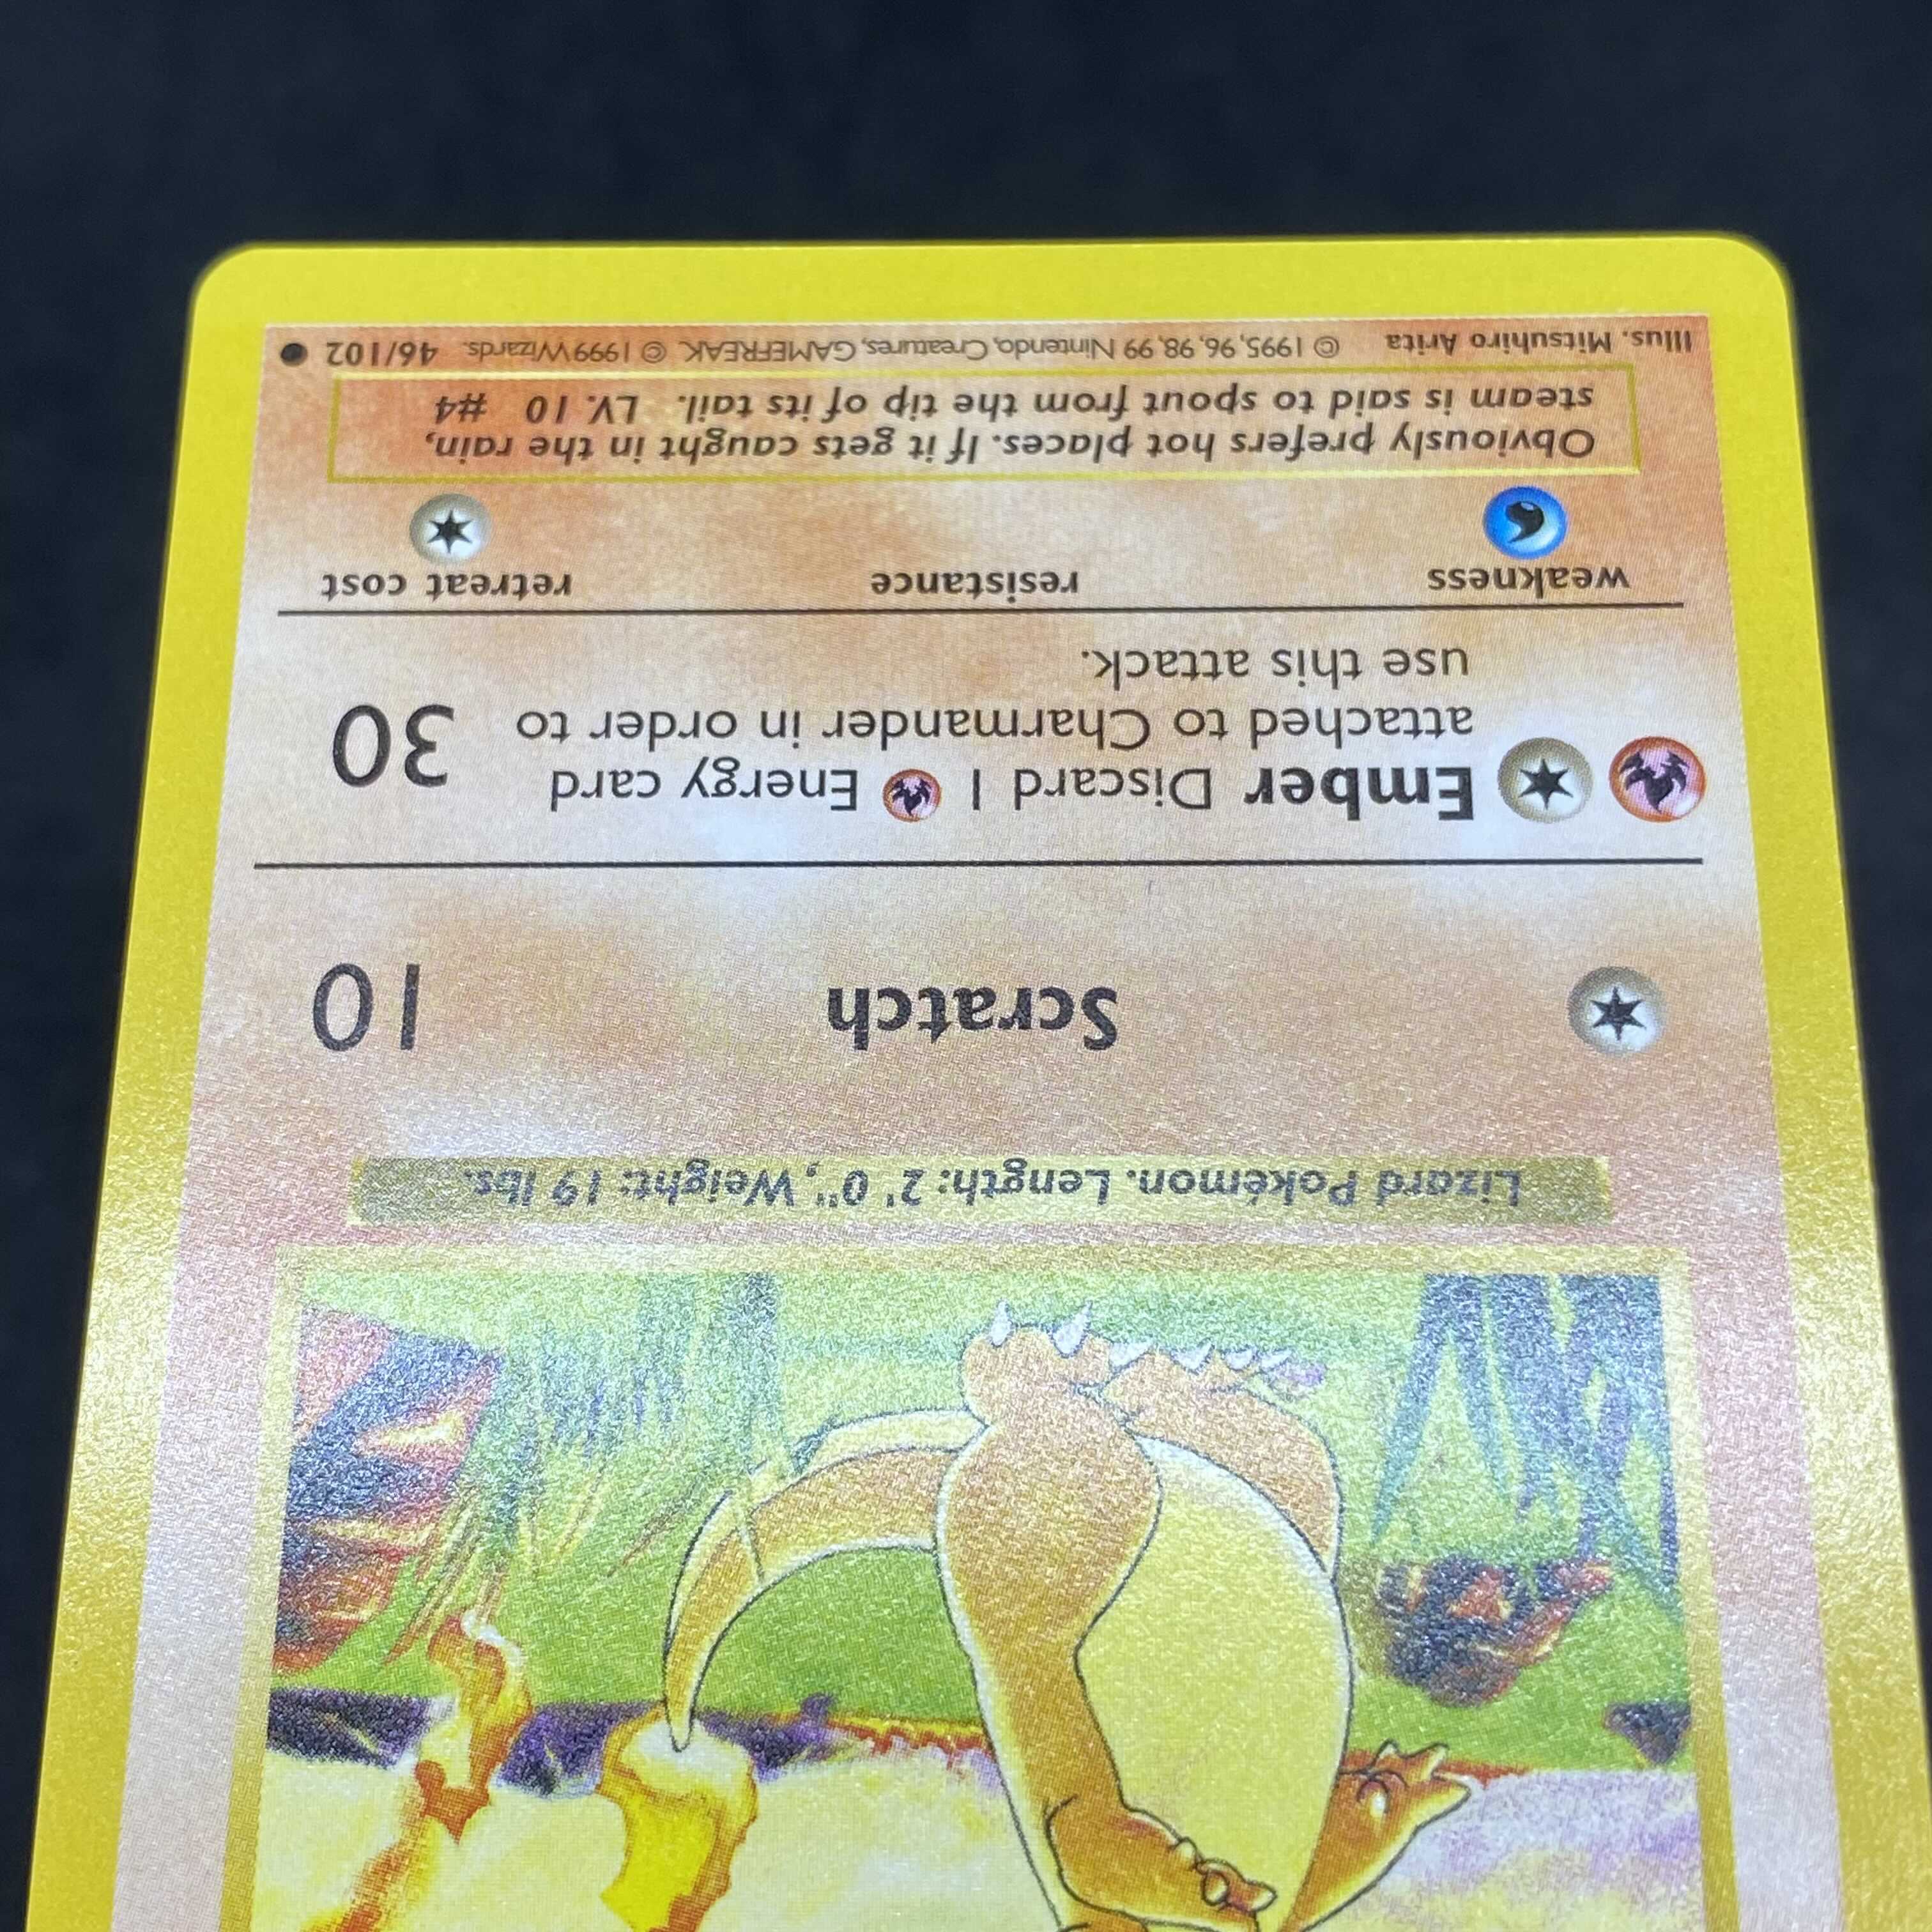 Lizard Pokémon. Length: 2' 0", Weight: 19 lbs.
Scratch 10
Ember Discard 1 Energy card
attached to Charmander in order to
use this attack.
30
weakness resistance retreat cost
Obviously prefers hot places. If it gets caught in the rain,
steam is said to spout from the tip of its tail. LV. 10 #4
Illus. Mitsuhiro Arita © 1995, 96, 98, 99 Nintendo, Creatures, GAMEFREAK. © 1999 Wizards. 46/102